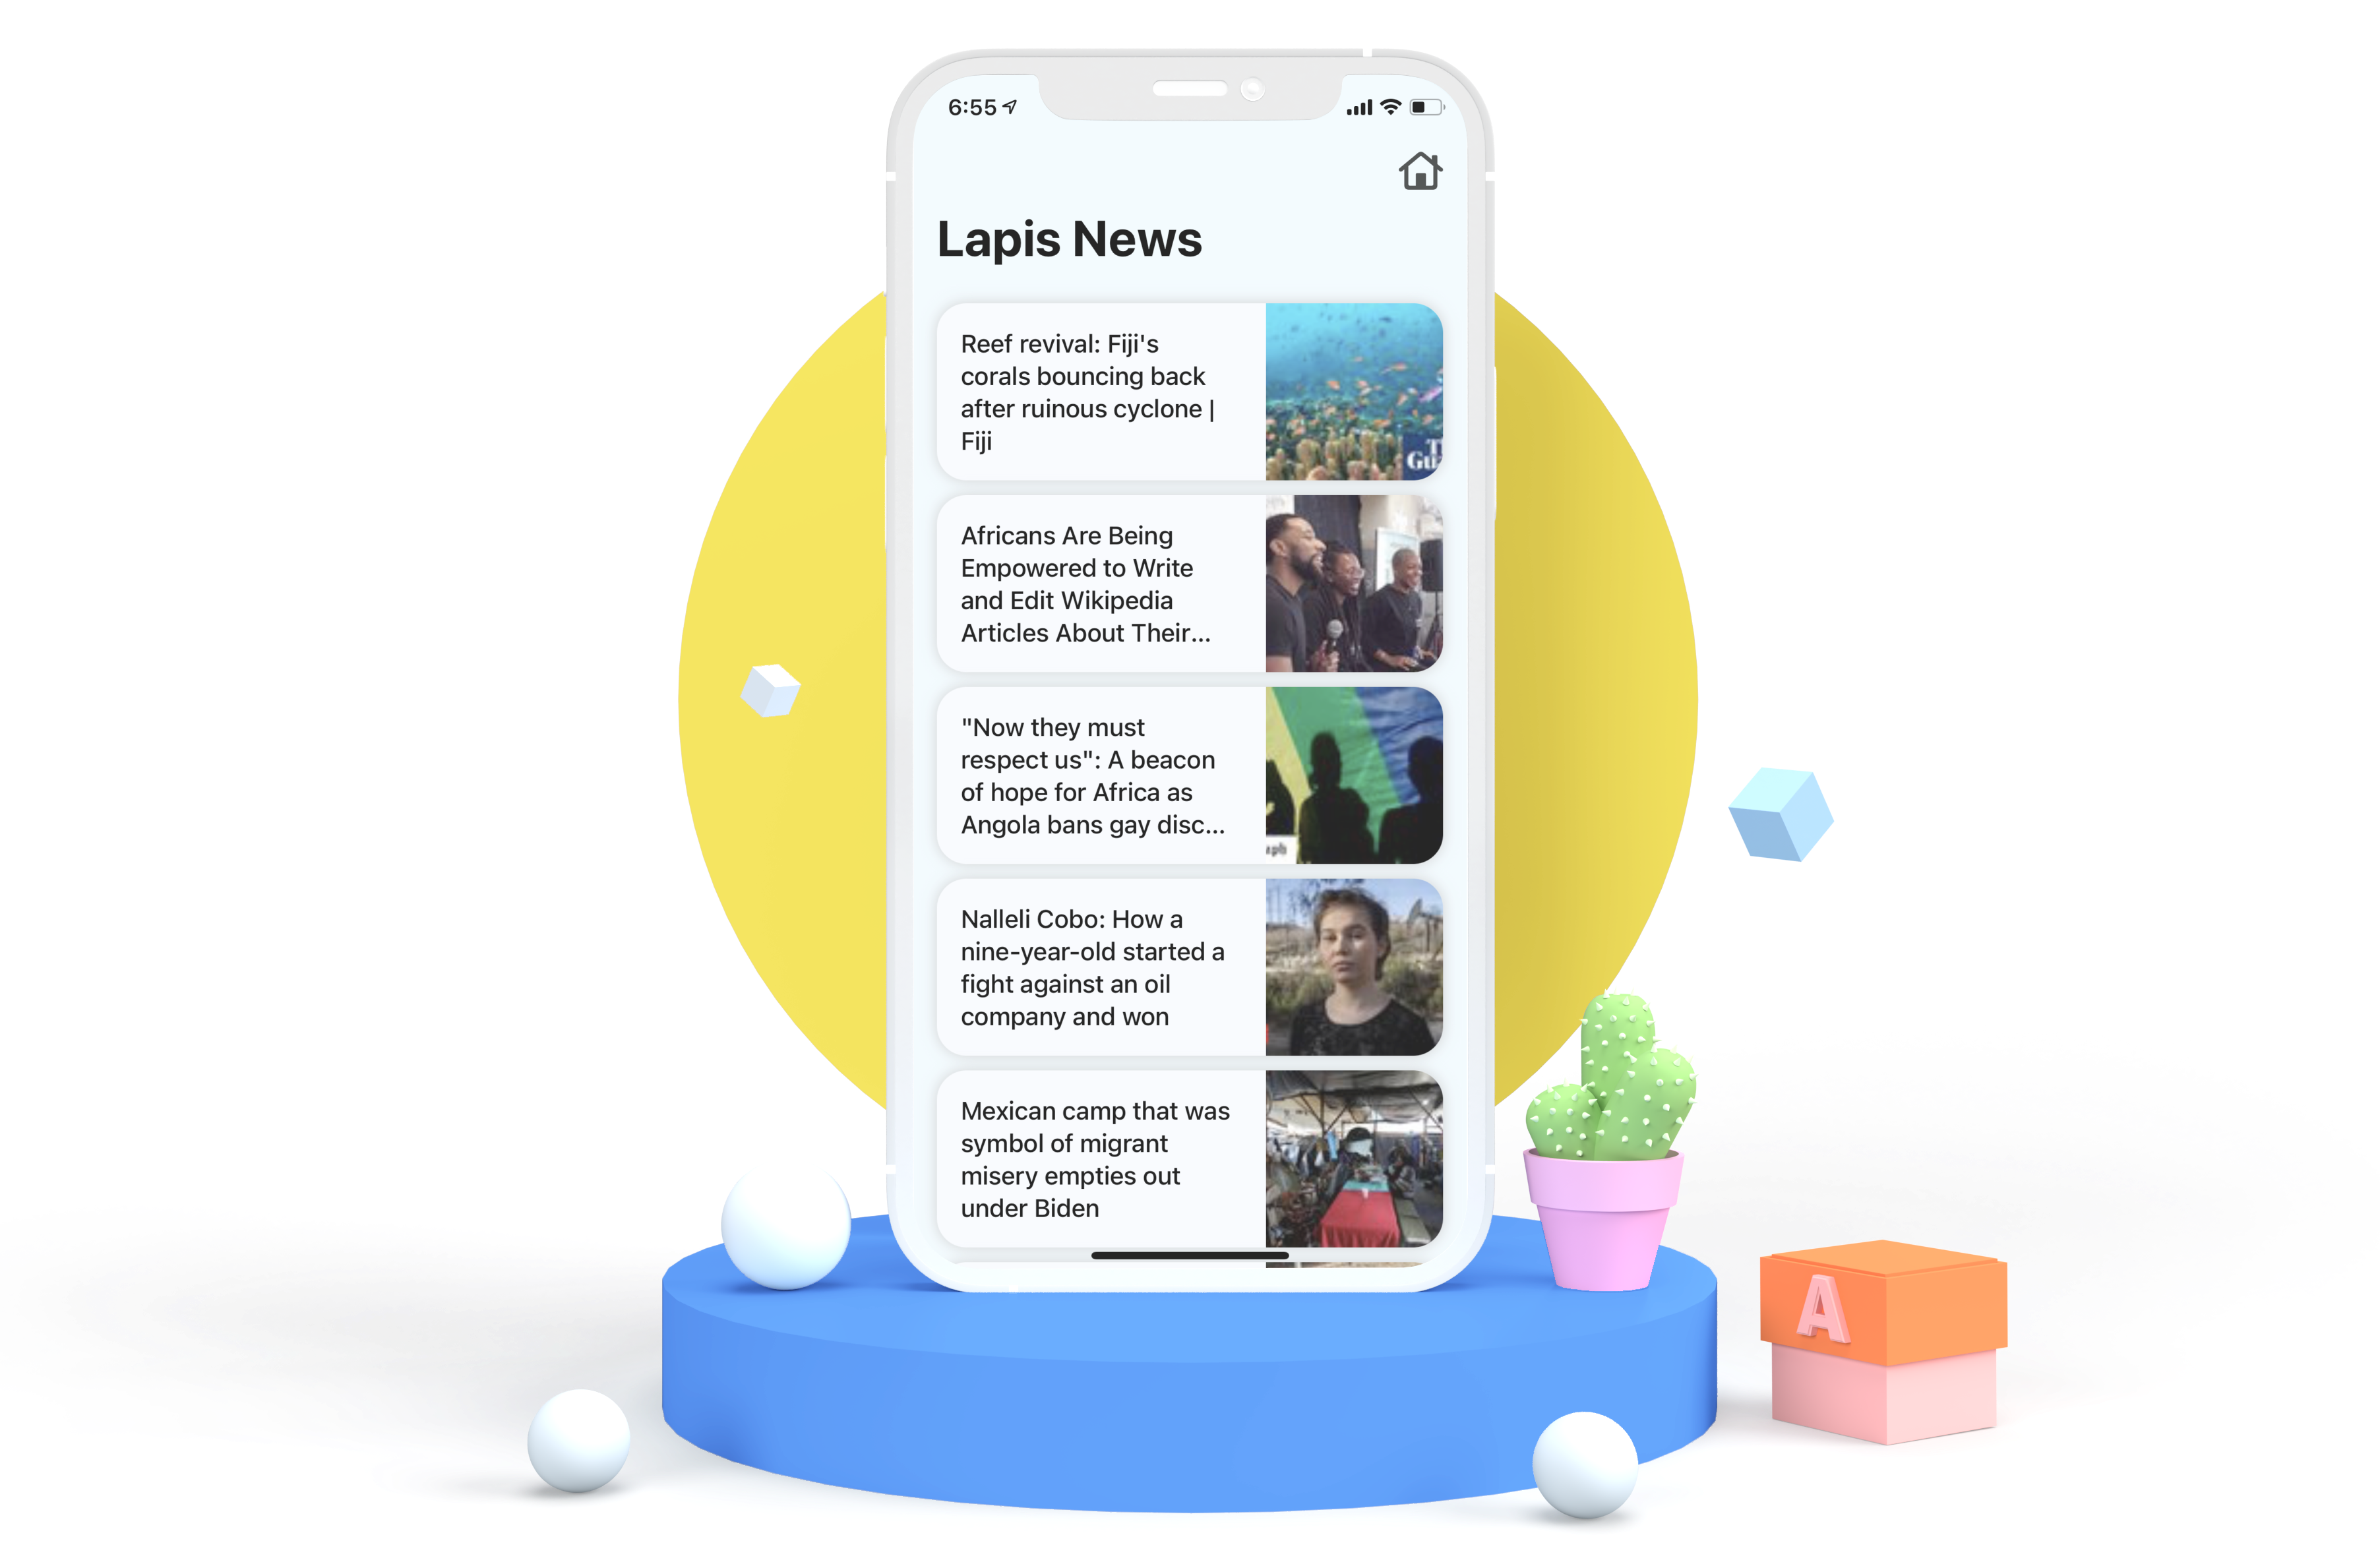 6:55
Lapis News
Reef revival: Fiji's
corals bouncing back
after ruinous cyclone |
Fiji
Africans Are Being
Empowered to Write
and Edit Wikipedia
Articles About Their...
"Now they must
respect us": A beacon
of hope for Africa as
Angola bans gay disc...
Nalleli Cobo: How a
nine-year-old started a
fight against an oil
company and won
Mexican camp that was
symbol of migrant
misery empties out
under Biden
A